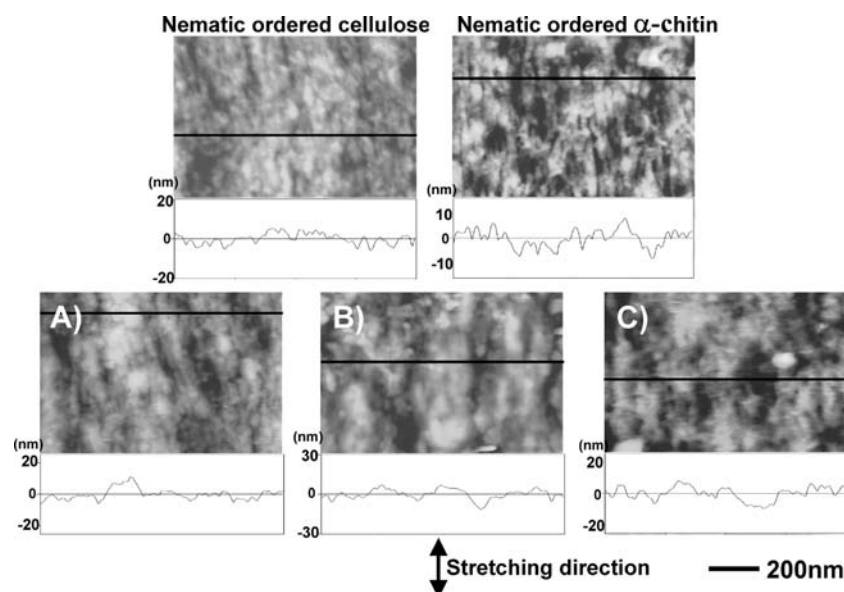 Nematic ordered cellulose
Nematic ordered α-chitin
(nm)
20
0
-20
(nm)
10
0
-10
A)
B)
C)
(nm)
20
0
-20
(nm)
30
0
-30
(nm)
20
0
-20
Stretching direction
200nm